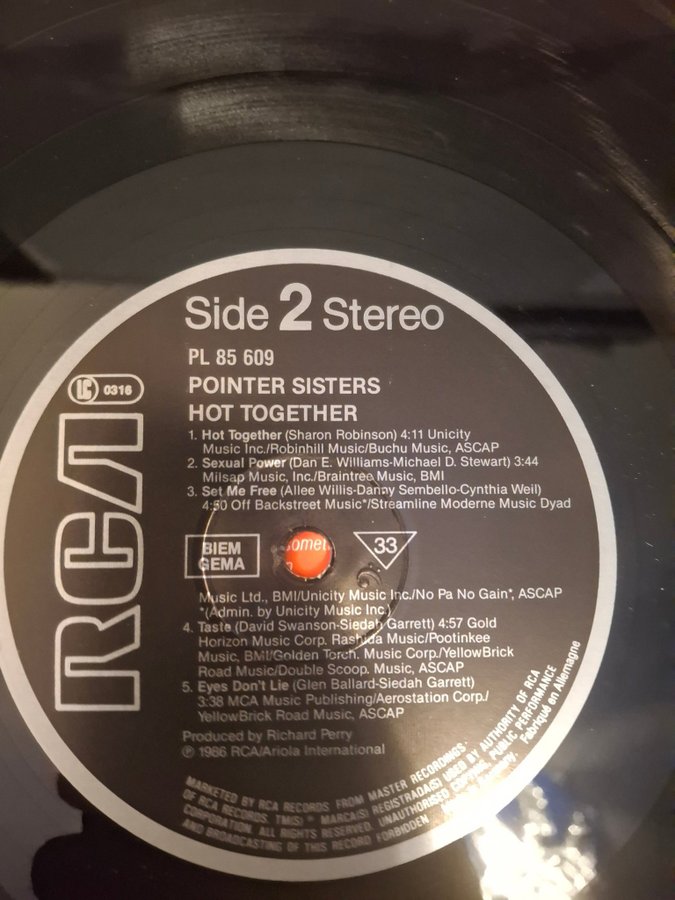 Side 2 Stereo
PL 85 609
LC 0316
POINTER SISTERS
HOT TOGETHER
RCA
1. Hot Together (Sharon Robinson) 4:11 Unicity
Music Inc./Robinhill Music/Buchu Music, ASCAP
2. Sexual Power (Dan E. Williams-Michael D. Stewart) 3:44
Milsap Music, Inc./Braintree Music, BMI
3. Set Me Free (Allee Willis-Danny Sembello-Cynthia Weil)
4:50 Off Backstreet Music*/Streamline Moderne Music Dyad
BIEM
GEMA
omet
33
Music Ltd., BMI/Unicity Music Inc./No Pa No Gain*, ASCAP
*(Admin. by Unicity Music Inc.)
4. Taste (David Swanson-Siedah Garrett) 4:57 Gold
Horizon Music Corp. Rashida Music/Pootinkee
Music, BMI/Golden Torch. Music Corp./YellowBrick
Road Music/Double Scoop. Music, ASCAP
5. Eyes Don't Lie (Glen Ballard-Siedah Garrett)
3:38 MCA Music Publishing/Aerostation Corp./
YellowBrick Road Music, ASCAP
Produced by Richard Perry
℗ 1986 RCA/Ariola International
MARKETED BY RCA RECORDS. FROM MASTER RECORDINGS
OF RCA RECORDS. TM(S) ® MARCA(S) REGISTRADA(S) USED BY AUTHORITY OF RCA
CORPORATION. ALL RIGHTS RESERVED. UNAUTHORISED COPYING, PUBLIC PERFORMANCE
AND BROADCASTING OF THIS RECORD FORBIDDEN Fabriqué en Allemagne